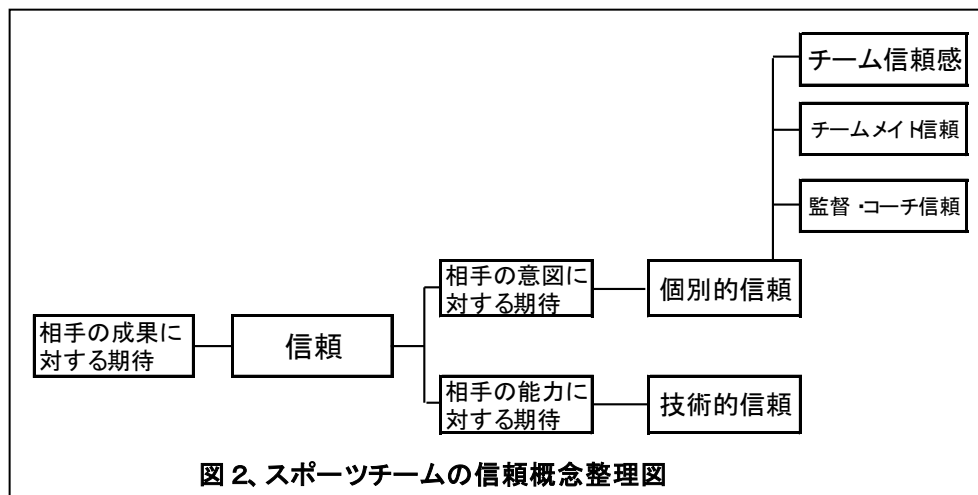 チーム信頼感
チームメイト信頼
監督・コーチ信頼
相手の意図に
対する期待
個別的信頼
相手の成果に
対する期待
信頼
相手の能力に
対する期待
技術的信頼
図2、スポーツチームの信頼概念整理図